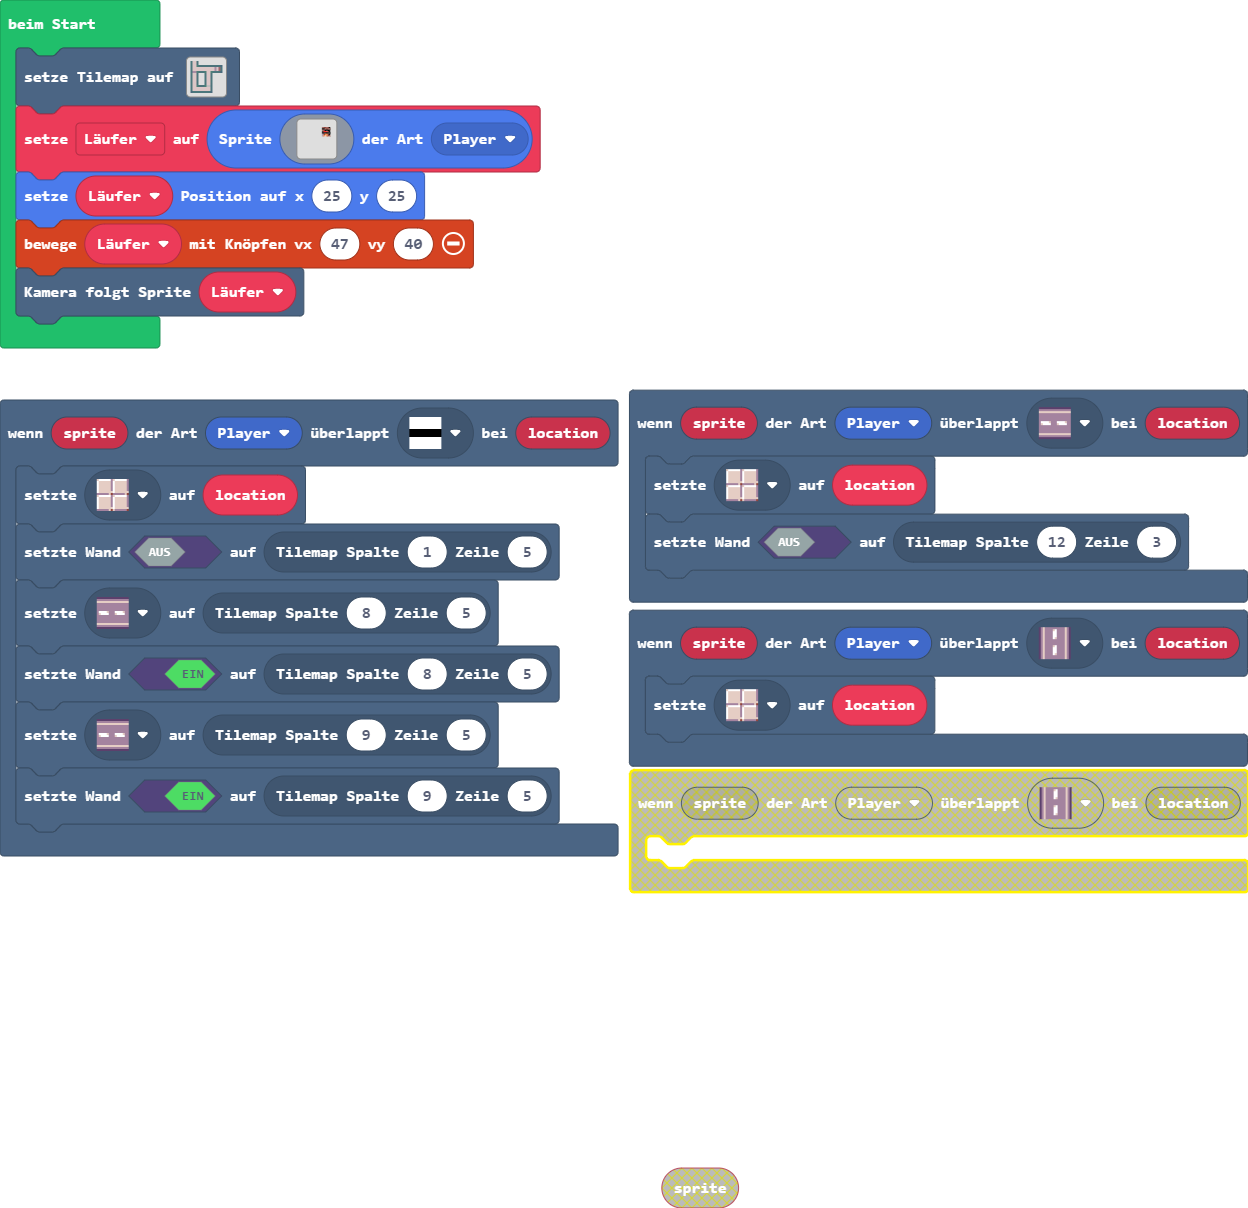 beim Start
setze Tilemap auf
setze Läufer auf Sprite der Art Player
setze Läufer Position auf x 25 y 25
bewege Läufer mit Knöpfen vx 47 vy 40
Kamera folgt Sprite Läufer
wenn sprite der Art Player überlappt bei location
setzte auf location
setzte Wand AUS auf Tilemap Spalte 1 Zeile 5
setzte auf Tilemap Spalte 8 Zeile 5
setzte Wand EIN auf Tilemap Spalte 8 Zeile 5
setzte auf Tilemap Spalte 9 Zeile 5
setzte Wand EIN auf Tilemap Spalte 9 Zeile 5
wenn sprite der Art Player überlappt bei location
setzte auf location
setzte Wand AUS auf Tilemap Spalte 12 Zeile 3
wenn sprite der Art Player überlappt bei location
setzte auf location
wenn sprite der Art Player überlappt bei location
sprite